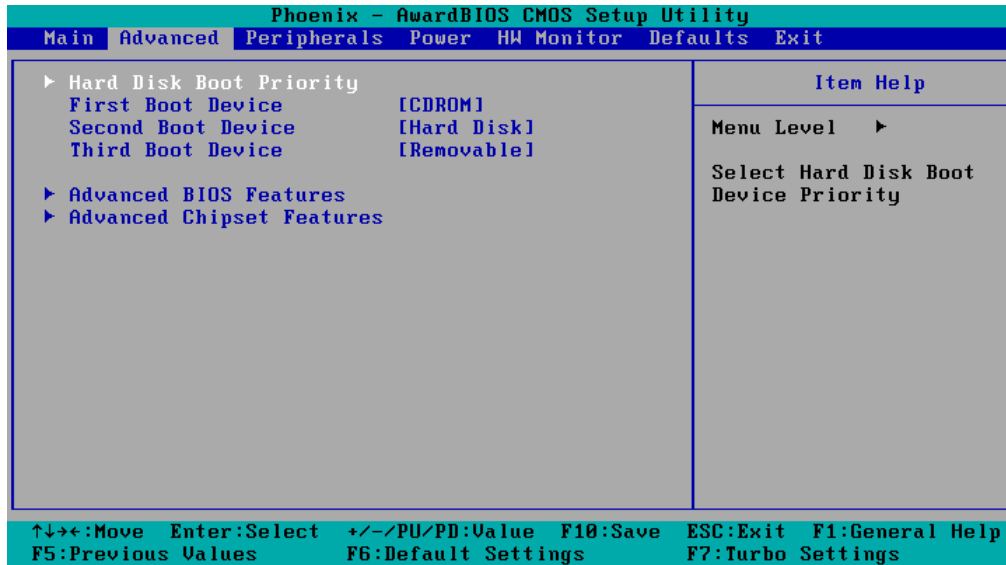 Phoenix - AwardBIOS CMOS Setup Utility
Main Advanced Peripherals Power HW Monitor Defaults Exit
▶ Hard Disk Boot Priority
First Boot Device [CDROM]
Second Boot Device [Hard Disk]
Third Boot Device [Removable]
▶ Advanced BIOS Features
▶ Advanced Chipset Features
Item Help
Menu Level ▶
Select Hard Disk Boot
Device Priority
↑↓→←:Move Enter:Select +/-/PU/PD:Value F10:Save ESC:Exit F1:General Help
F5:Previous Values F6:Default Settings F7:Turbo Settings